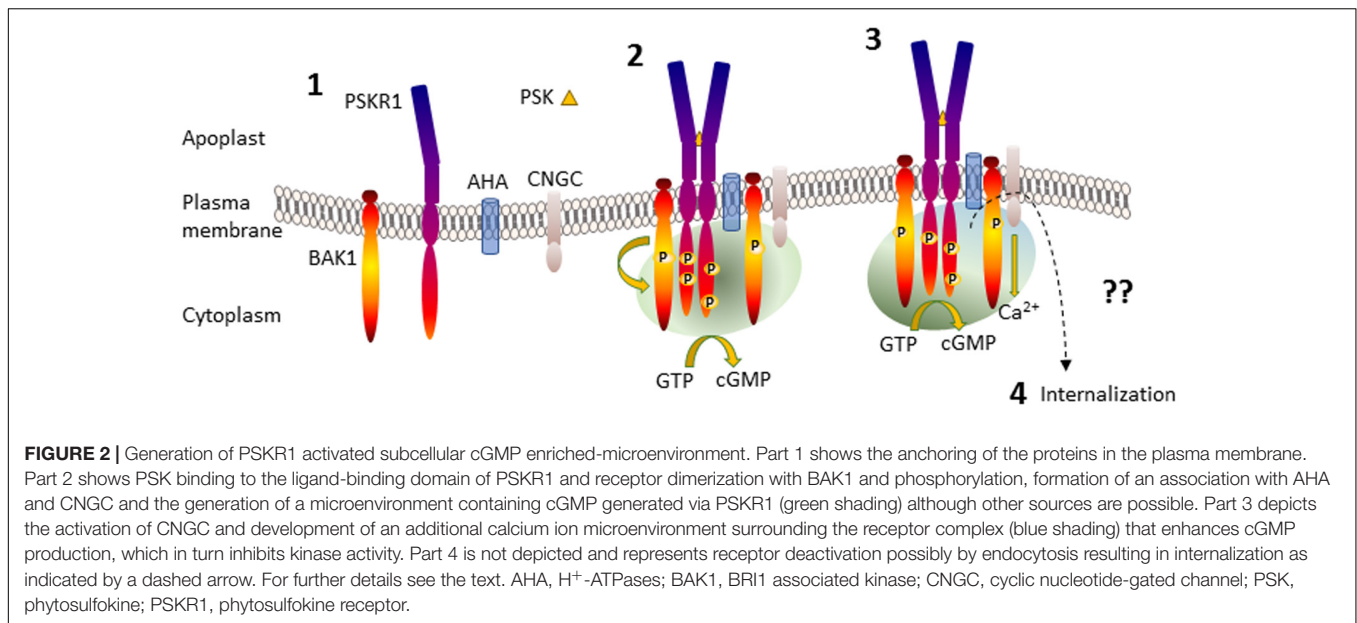 1
2
3
PSKR1
PSK
Apoplast
AHA
CNGC
Plasma
membrane
BAK1
P
P
P
P
P
P
P
P
P
P
P
Cytoplasm
Ca2+
??
GTP
cGMP
GTP
cGMP
4 Internalization
FIGURE 2 | Generation of PSKR1 activated subcellular cGMP enriched-microenvironment. Part 1 shows the anchoring of the proteins in the plasma membrane.
Part 2 shows PSK binding to the ligand-binding domain of PSKR1 and receptor dimerization with BAK1 and phosphorylation, formation of an association with AHA
and CNGC and the generation of a microenvironment containing cGMP generated via PSKR1 (green shading) although other sources are possible. Part 3 depicts
the activation of CNGC and development of an additional calcium ion microenvironment surrounding the receptor complex (blue shading) that enhances cGMP
production, which in turn inhibits kinase activity. Part 4 is not depicted and represents receptor deactivation possibly by endocytosis resulting in internalization as
indicated by a dashed arrow. For further details see the text. AHA, H+-ATPases; BAK1, BRI1 associated kinase; CNGC, cyclic nucleotide-gated channel; PSK,
phytosulfokine; PSKR1, phytosulfokine receptor.